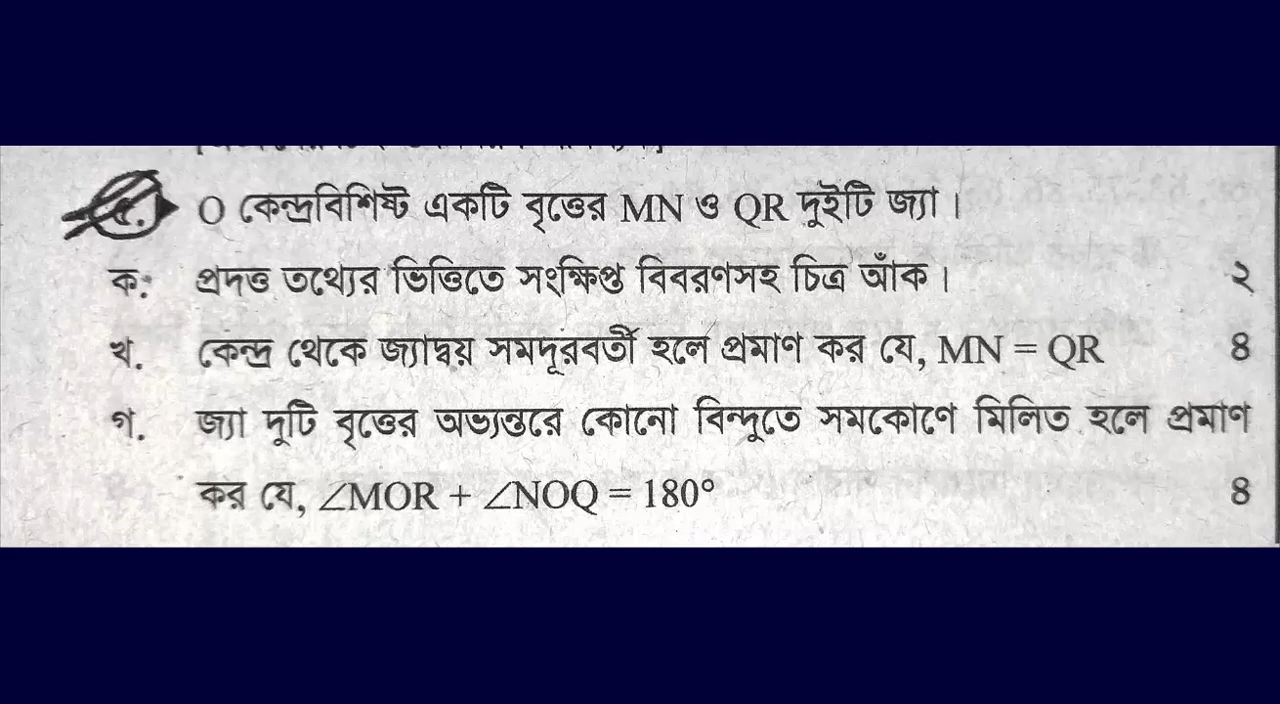 ৫. O কেন্দ্রবিশিষ্ট একটি বৃত্তের MN ও QR দুইটি জ্যা।
ক. প্রদত্ত তথ্যের ভিত্তিতে সংক্ষিপ্ত বিবরণসহ চিত্র আঁক। ২
খ. কেন্দ্র থেকে জ্যাদ্বয় সমদূরবর্তী হলে প্রমাণ কর যে, MN = QR ৪
গ. জ্যা দুটি বৃত্তের অভ্যন্তরে কোনো বিন্দুতে সমকোণে মিলিত হলে প্রমাণ
কর যে, ∠MOR + ∠NOQ = 180° ৪